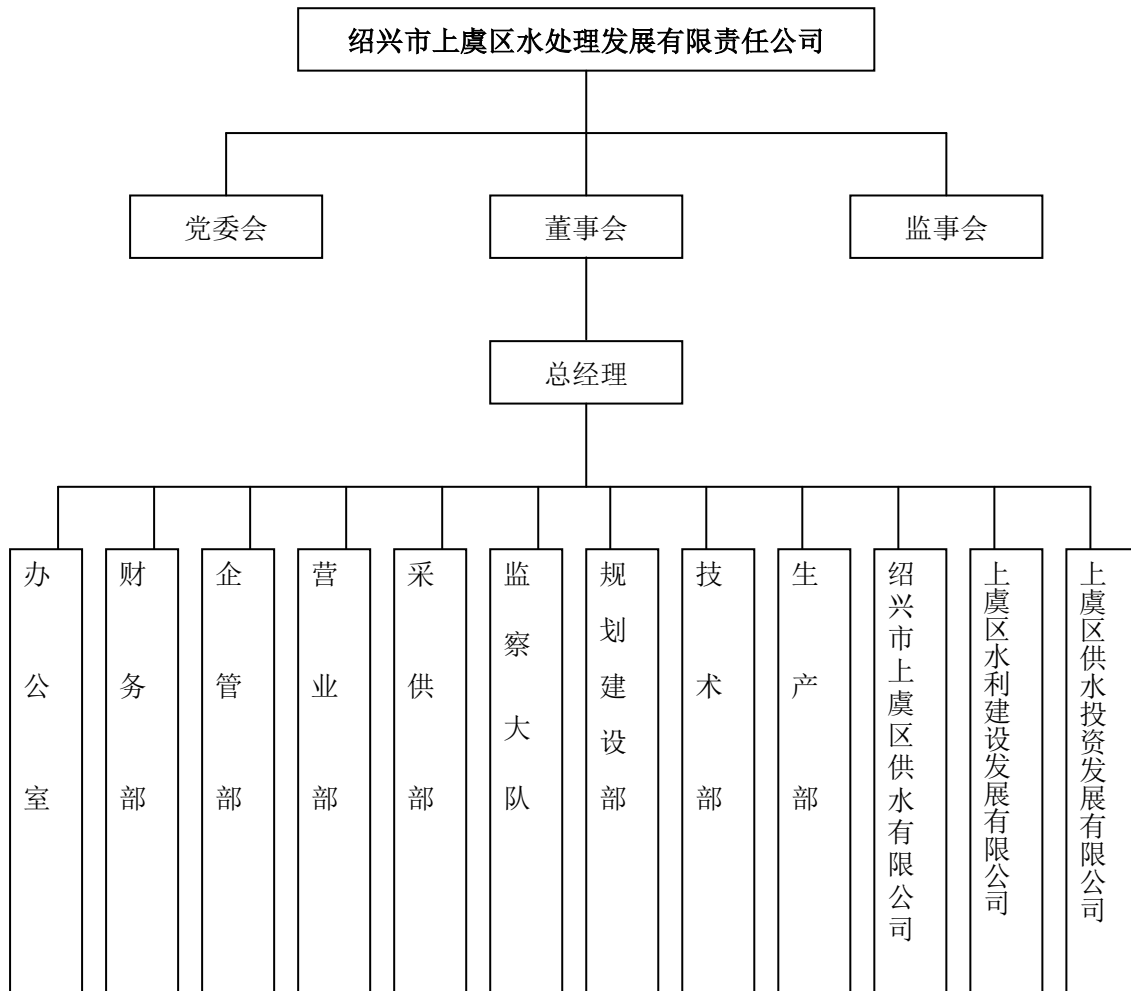 绍兴市上虞区水处理发展有限责任公司
党委会
董事会
监事会
总经理
办公室
财务部
企管部
营业部
采供部
监察大队
规划建设部
技术部
生产部
绍兴市上虞区供水有限公司
上虞区水利建设发展有限公司
上虞区供水投资发展有限公司